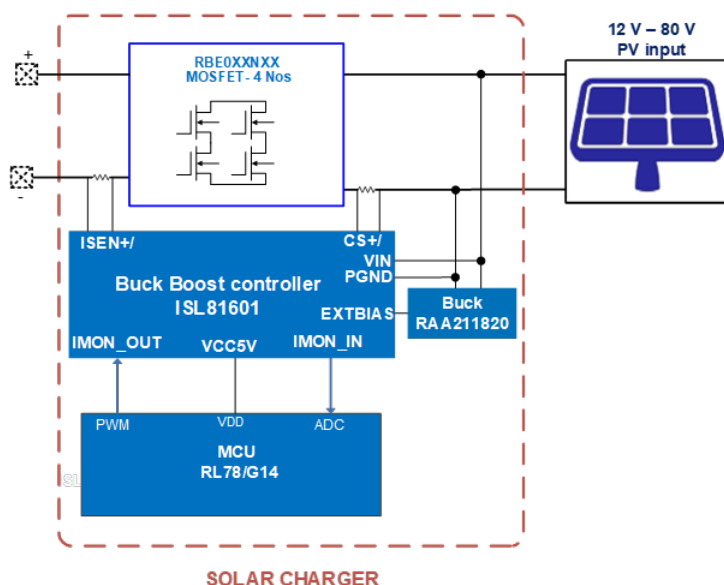 12 V – 80 V
PV input
+
RBE0XXNXX
MOSFET- 4 Nos
-
ISEN+/
CS+/
VIN
PGND
Buck Boost controller
ISL81601
EXTBIAS
Buck
RAA211820
IMON_OUT
VCC5V
IMON_IN
PWM
VDD
ADC
MCU
RL78/G14
SL
SOLAR CHARGER